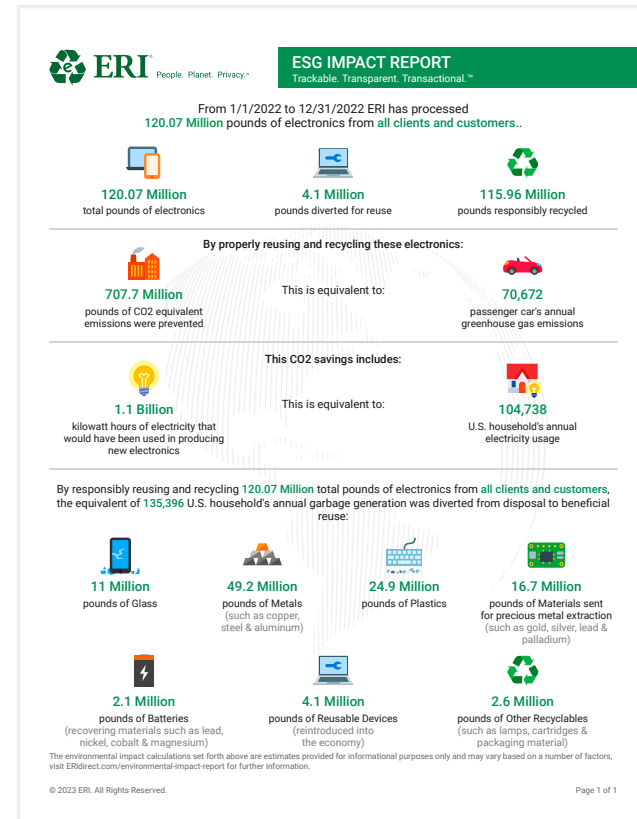 ERI® People. Planet. Privacy.™
ESG IMPACT REPORT
Trackable. Transparent. Transactional.™
From 1/1/2022 to 12/31/2022 ERI has processed
120.07 Million pounds of electronics from all clients and customers..
120.07 Million
total pounds of electronics
4.1 Million
pounds diverted for reuse
115.96 Million
pounds responsibly recycled
By properly reusing and recycling these electronics:
707.7 Million
pounds of CO2 equivalent
emissions were prevented
This is equivalent to:
70,672
passenger car's annual
greenhouse gas emissions
This CO2 savings includes:
1.1 Billion
kilowatt hours of electricity that
would have been used in producing
new electronics
This is equivalent to:
104,738
U.S. household's annual
electricity usage
By responsibly reusing and recycling 120.07 Million total pounds of electronics from all clients and customers,
the equivalent of 135,396 U.S. household's annual garbage generation was diverted from disposal to beneficial
reuse:
11 Million
pounds of Glass
49.2 Million
pounds of Metals
(such as copper,
steel & aluminum)
24.9 Million
pounds of Plastics
16.7 Million
pounds of Materials sent
for precious metal extraction
(such as gold, silver, lead &
palladium)
2.1 Million
pounds of Batteries
(recovering materials such as lead,
nickel, cobalt & magnesium)
4.1 Million
pounds of Reusable Devices
(reintroduced into
the economy)
2.6 Million
pounds of Other Recyclables
(such as lamps, cartridges &
packaging material)
The environmental impact calculations set forth above are estimates provided for informational purposes only and may vary based on a number of factors,
visit ERIdirect.com/environmental-impact-report for further information.
© 2023 ERI. All Rights Reserved.
Page 1 of 1